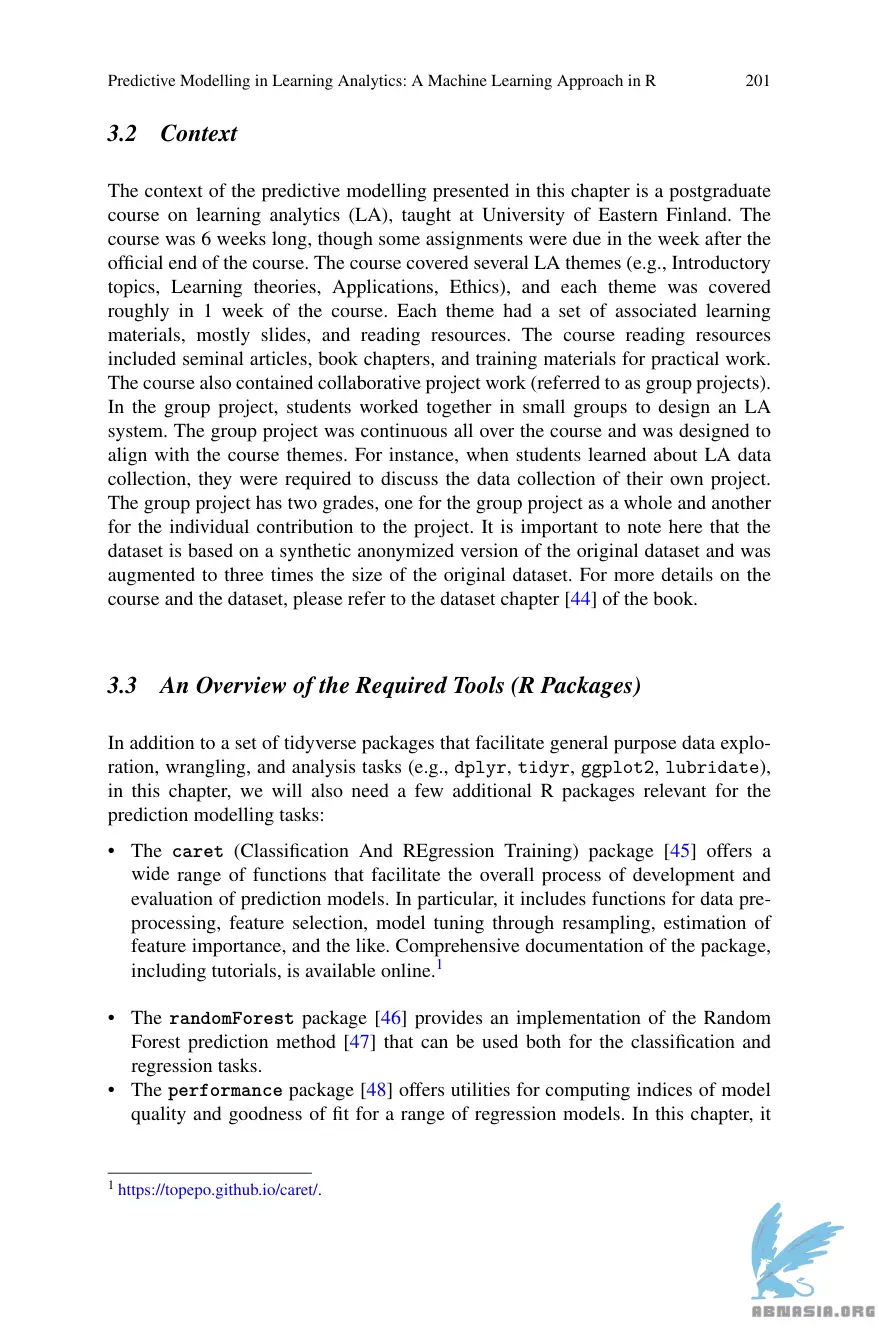 Predictive Modelling in Learning Analytics: A Machine Learning Approach in R 201
3.2 Context
The context of the predictive modelling presented in this chapter is a postgraduate
course on learning analytics (LA), taught at University of Eastern Finland. The
course was 6 weeks long, though some assignments were due in the week after the
official end of the course. The course covered several LA themes (e.g., Introductory
topics, Learning theories, Applications, Ethics), and each theme was covered
roughly in 1 week of the course. Each theme had a set of associated learning
materials, mostly slides, and reading resources. The course reading resources
included seminal articles, book chapters, and training materials for practical work.
The course also contained collaborative project work (referred to as group projects).
In the group project, students worked together in small groups to design an LA
system. The group project was continuous all over the course and was designed to
align with the course themes. For instance, when students learned about LA data
collection, they were required to discuss the data collection of their own project.
The group project has two grades, one for the group project as a whole and another
for the individual contribution to the project. It is important to note here that the
dataset is based on a synthetic anonymized version of the original dataset and was
augmented to three times the size of the original dataset. For more details on the
course and the dataset, please refer to the dataset chapter [44] of the book.
3.3 An Overview of the Required Tools (R Packages)
In addition to a set of tidyverse packages that facilitate general purpose data explo-
ration, wrangling, and analysis tasks (e.g., dplyr, tidyr, ggplot2, lubridate),
in this chapter, we will also need a few additional R packages relevant for the
prediction modelling tasks:
• The caret (Classification And REgression Training) package [45] offers a
wide range of functions that facilitate the overall process of development and
evaluation of prediction models. In particular, it includes functions for data pre-
processing, feature selection, model tuning through resampling, estimation of
feature importance, and the like. Comprehensive documentation of the package,
including tutorials, is available online.1
• The randomForest package [46] provides an implementation of the Random
Forest prediction method [47] that can be used both for the classification and
regression tasks.
• The performance package [48] offers utilities for computing indices of model
quality and goodness of fit for a range of regression models. In this chapter, it
1 https://topepo.github.io/caret/.
ABNASIA.ORG